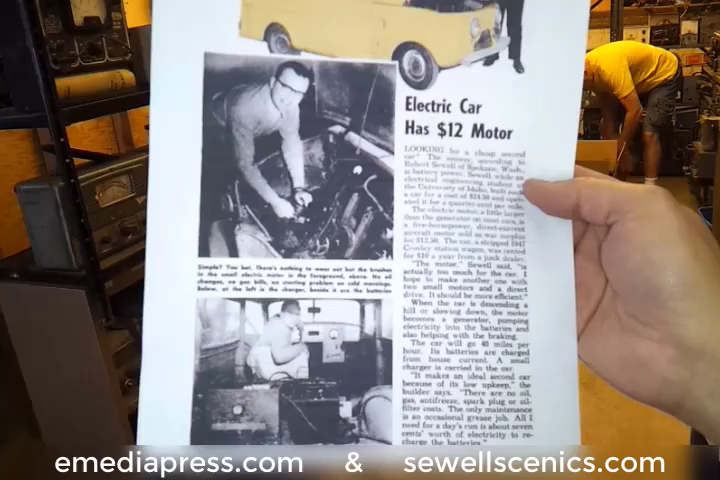 Electric Car
Has $12 Motor
LOOKING for a cheap second
car? The answer, according to
Robert Sewell of Spokane, Wash.,
is battery power. Sewell, while an
electrical engineering student at
the University of Idaho, built such
a car for a cost of $24.50 and oper-
ated it for a quarter-cent per mile.
The electric motor, a little larger
than the generator on most cars, is
a five-horsepower, direct-current
aircraft motor sold as war surplus
for $12.50. The car, a stripped 1947
Crosley station wagon, was rented
for $10 a year from a junk dealer.
"The motor," Sewell said, "is
actually too much for the car. I
hope to make another one with
two small motors and a direct
drive. It should be more efficient."
When the car is descending a
hill or slowing down, the motor
becomes a generator, pumping
electricity into the batteries and
also helping with the braking.
The car will go 40 miles per
hour. Its batteries are charged
from house current. A small
charger is carried in the car.
"It makes an ideal second car
because of its low upkeep," the
builder says. "There are no oil,
gas, antifreeze, spark plug or oil-
filter costs. The only maintenance
is an occasional grease job. All I
need for a day's run is about seven
cents' worth of electricity to re-
charge the batteries."
Simple? You bet. There's nothing to wear out but the brushes
in the small electric motor in the foreground, above. No oil
changes, no gas bills, no starting problem on cold mornings.
Below, at the left is the charger; beside it are the batteries
emediapress.com & sewellscenics.com